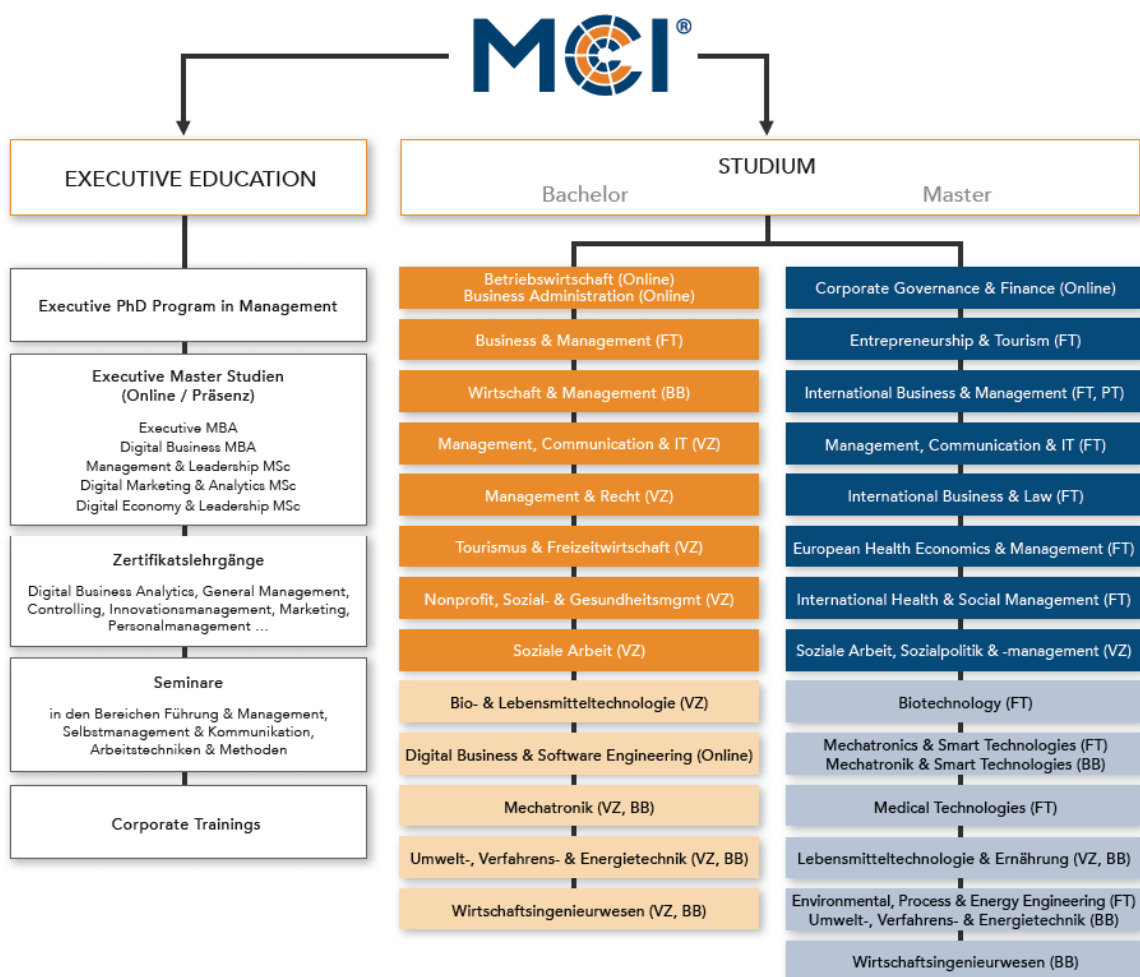 MCI®
EXECUTIVE EDUCATION
Executive PhD Program in Management
Executive Master Studien
(Online / Präsenz)
Executive MBA
Digital Business MBA
Management & Leadership MSc
Digital Marketing & Analytics MSc
Digital Economy & Leadership MSc
Zertifikatslehrgänge
Digital Business Analytics, General Management,
Controlling, Innovationsmanagement, Marketing,
Personalmanagement ...
Seminare
in den Bereichen Führung & Management,
Selbstmanagement & Kommunikation,
Arbeitstechniken & Methoden
Corporate Trainings
STUDIUM
Bachelor
Betriebswirtschaft (Online)
Business Administration (Online)
Business & Management (FT)
Wirtschaft & Management (BB)
Management, Communication & IT (VZ)
Management & Recht (VZ)
Tourismus & Freizeitwirtschaft (VZ)
Nonprofit, Sozial- & Gesundheitsmgmt (VZ)
Soziale Arbeit (VZ)
Bio- & Lebensmitteltechnologie (VZ)
Digital Business & Software Engineering (Online)
Mechatronik (VZ, BB)
Umwelt-, Verfahrens- & Energietechnik (VZ, BB)
Wirtschaftsingenieurwesen (VZ, BB)
Master
Corporate Governance & Finance (Online)
Entrepreneurship & Tourism (FT)
International Business & Management (FT, PT)
Management, Communication & IT (FT)
International Business & Law (FT)
European Health Economics & Management (FT)
International Health & Social Management (FT)
Soziale Arbeit, Sozialpolitik & -management (VZ)
Biotechnology (FT)
Mechatronics & Smart Technologies (FT)
Mechatronik & Smart Technologies (BB)
Medical Technologies (FT)
Lebensmitteltechnologie & Ernährung (VZ, BB)
Environmental, Process & Energy Engineering (FT)
Umwelt-, Verfahrens- & Energietechnik (BB)
Wirtschaftsingenieurwesen (BB)